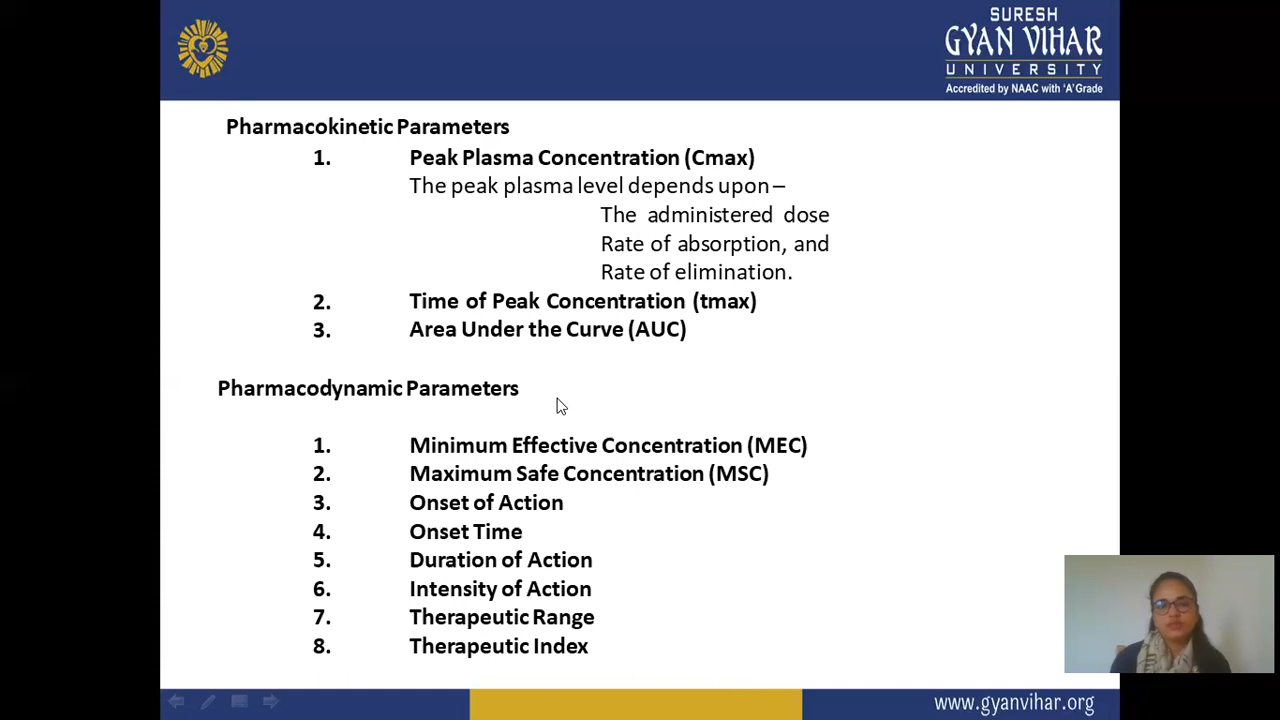 SURESH
GYAN VIHAR
UNIVERSITY
Accredited by NAAC with 'A' Grade
Pharmacokinetic Parameters
1. Peak Plasma Concentration (Cmax)
The peak plasma level depends upon –
The administered dose
Rate of absorption, and
Rate of elimination.
2. Time of Peak Concentration (tmax)
3. Area Under the Curve (AUC)
Pharmacodynamic Parameters
1. Minimum Effective Concentration (MEC)
2. Maximum Safe Concentration (MSC)
3. Onset of Action
4. Onset Time
5. Duration of Action
6. Intensity of Action
7. Therapeutic Range
8. Therapeutic Index
www.gyanvihar.org